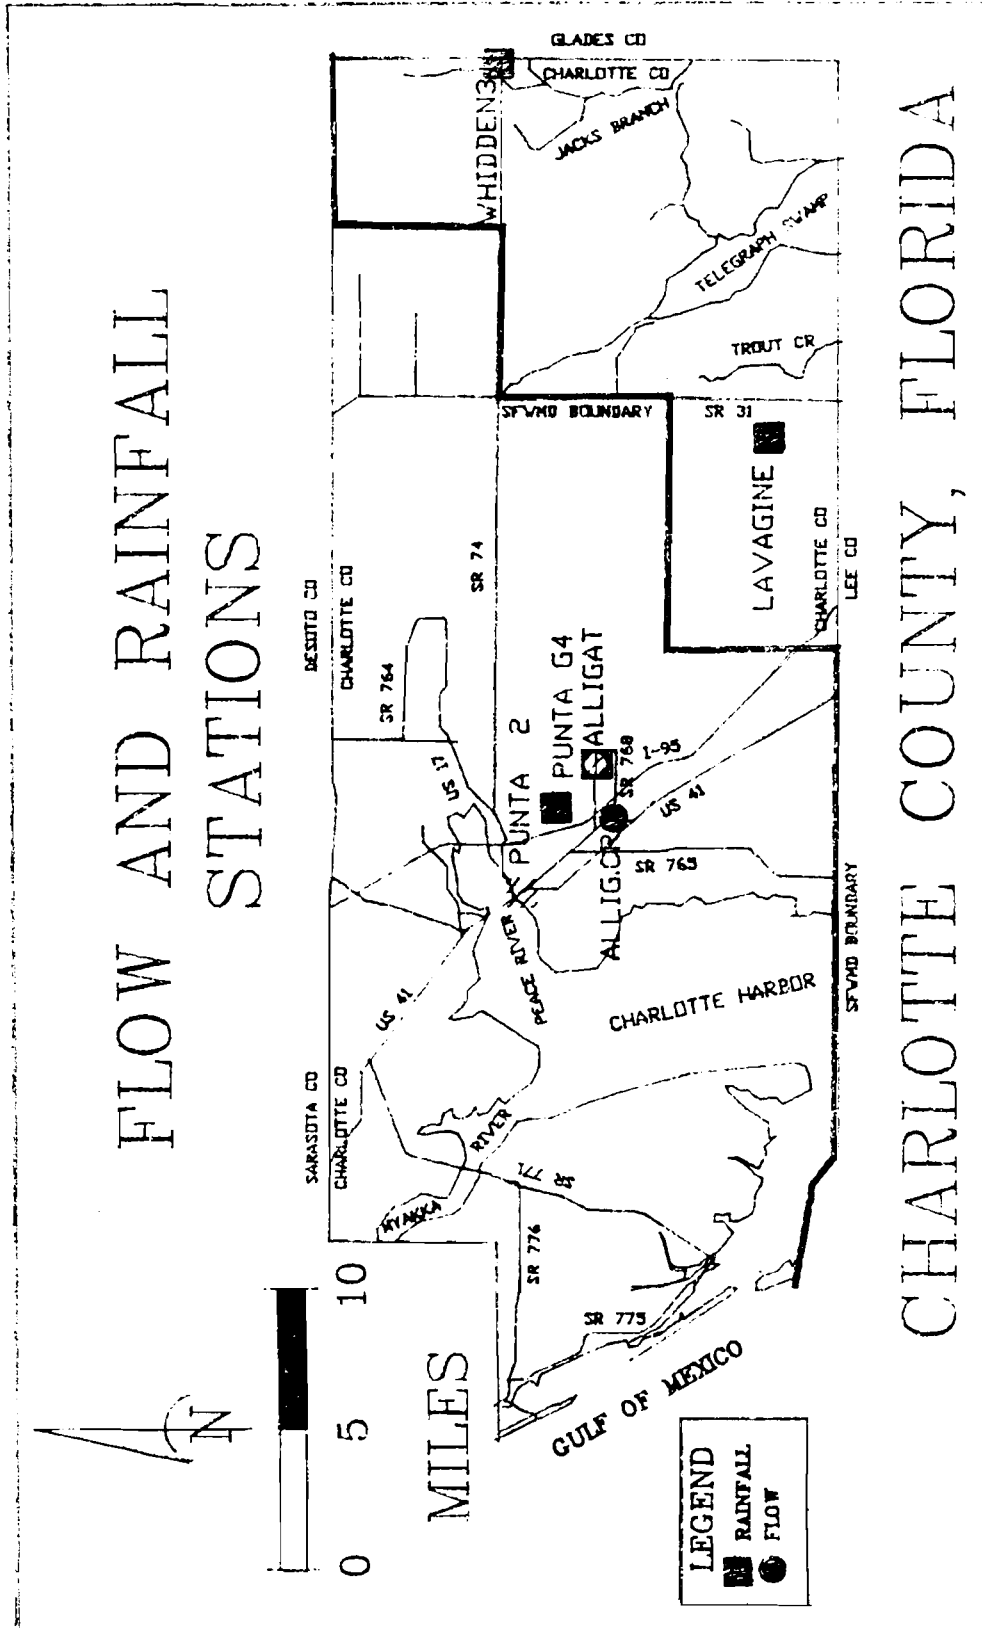 FLOW AND RAINFALL
STATIONS
0 5 10
MILES
N
SARASOTA CO
CHARLOTTE CO
DESOTO CO
CHARLOTTE CO
GLADES CO
CHARLOTTE CO
WHIDDEN3
JACKS BRANCH
TELEGRAPH SWAMP
TROUT CR
SR 31
SFWMD BOUNDARY
SR 74
SR 764
US 17
US 41
PUNTA 2
PUNTA G4
ALLIGAT
SR 768
I-95
US 41
ALLIG.CR
SR 765
PEACE RIVER
LAVAGINE
CHARLOTTE CO
LEE CO
SFWMD BOUNDARY
CHARLOTTE HARBOR
MYAKKA
RIVER
SR 771
SR 776
SR 775
GULF OF MEXICO
LEGEND
RAINFALL
FLOW
CHARLOTTE COUNTY, FLORIDA